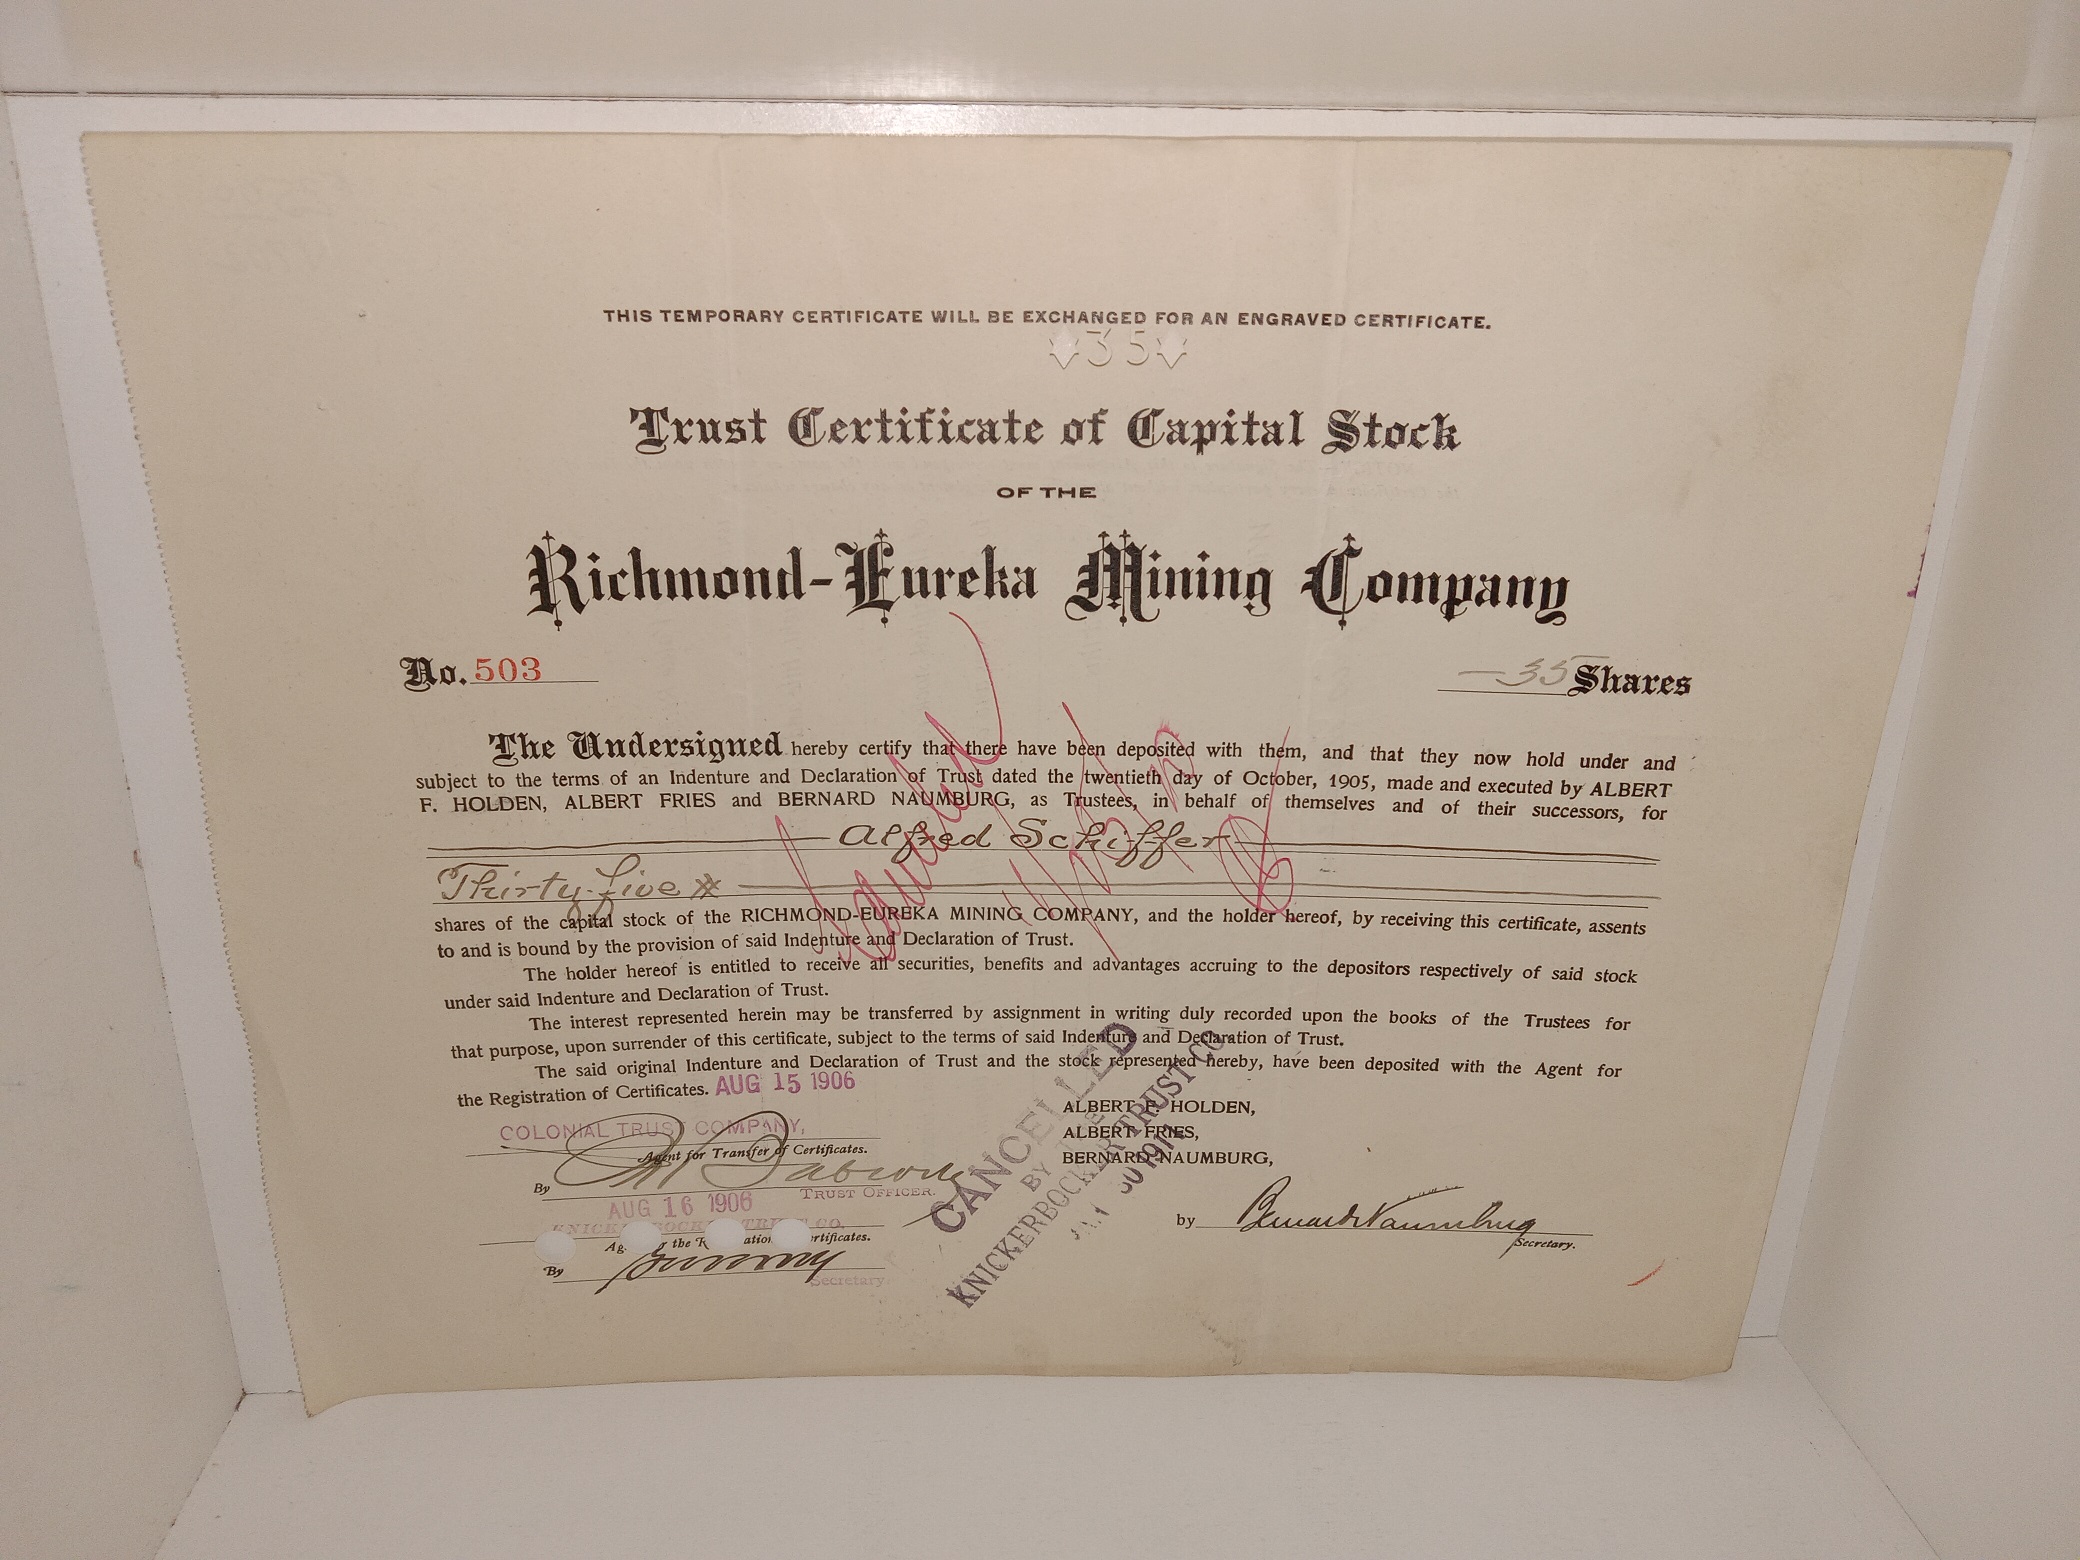 THIS TEMPORARY CERTIFICATE WILL BE EXCHANGED FOR AN ENGRAVED CERTIFICATE.
35
Trust Certificate of Capital Stock
OF THE
Richmond-Eureka Mining Company
No. 503
35 Shares
The Undersigned hereby certify that there have been deposited with them, and that they now hold under and
subject to the terms of an Indenture and Declaration of Trust dated the twentieth day of October, 1905, made and executed by ALBERT
F. HOLDEN, ALBERT FRIES and BERNARD NAUMBURG, as Trustees, in behalf of themselves and of their successors, for
Alfred Schiffer
Thirty-five
shares of the capital stock of the RICHMOND-EUREKA MINING COMPANY, and the holder hereof, by receiving this certificate, assents
to and is bound by the provision of said Indenture and Declaration of Trust.
The holder hereof is entitled to receive all securities, benefits and advantages accruing to the depositors respectively of said stock
under said Indenture and Declaration of Trust.
The interest represented herein may be transferred by assignment in writing duly recorded upon the books of the Trustees for
that purpose, upon surrender of this certificate, subject to the terms of said Indenture and Declaration of Trust.
The said original Indenture and Declaration of Trust and the stock represented hereby, have been deposited with the Agent for
the Registration of Certificates. AUG 15 1906
COLONIAL TRUST COMPANY,
Agent for Transfer of Certificates.
By
TRUST OFFICER.
AUG 16 1906
KNICKERBOCKER TRUST CO.
Agent for the Registration of Certificates.
By
Secretary.
CANCELLED
BY THE
KNICKERBOCKER TRUST CO
ALBERT F. HOLDEN,
ALBERT FRIES,
BERNARD NAUMBURG,
by Bernard Naumburg
Secretary.